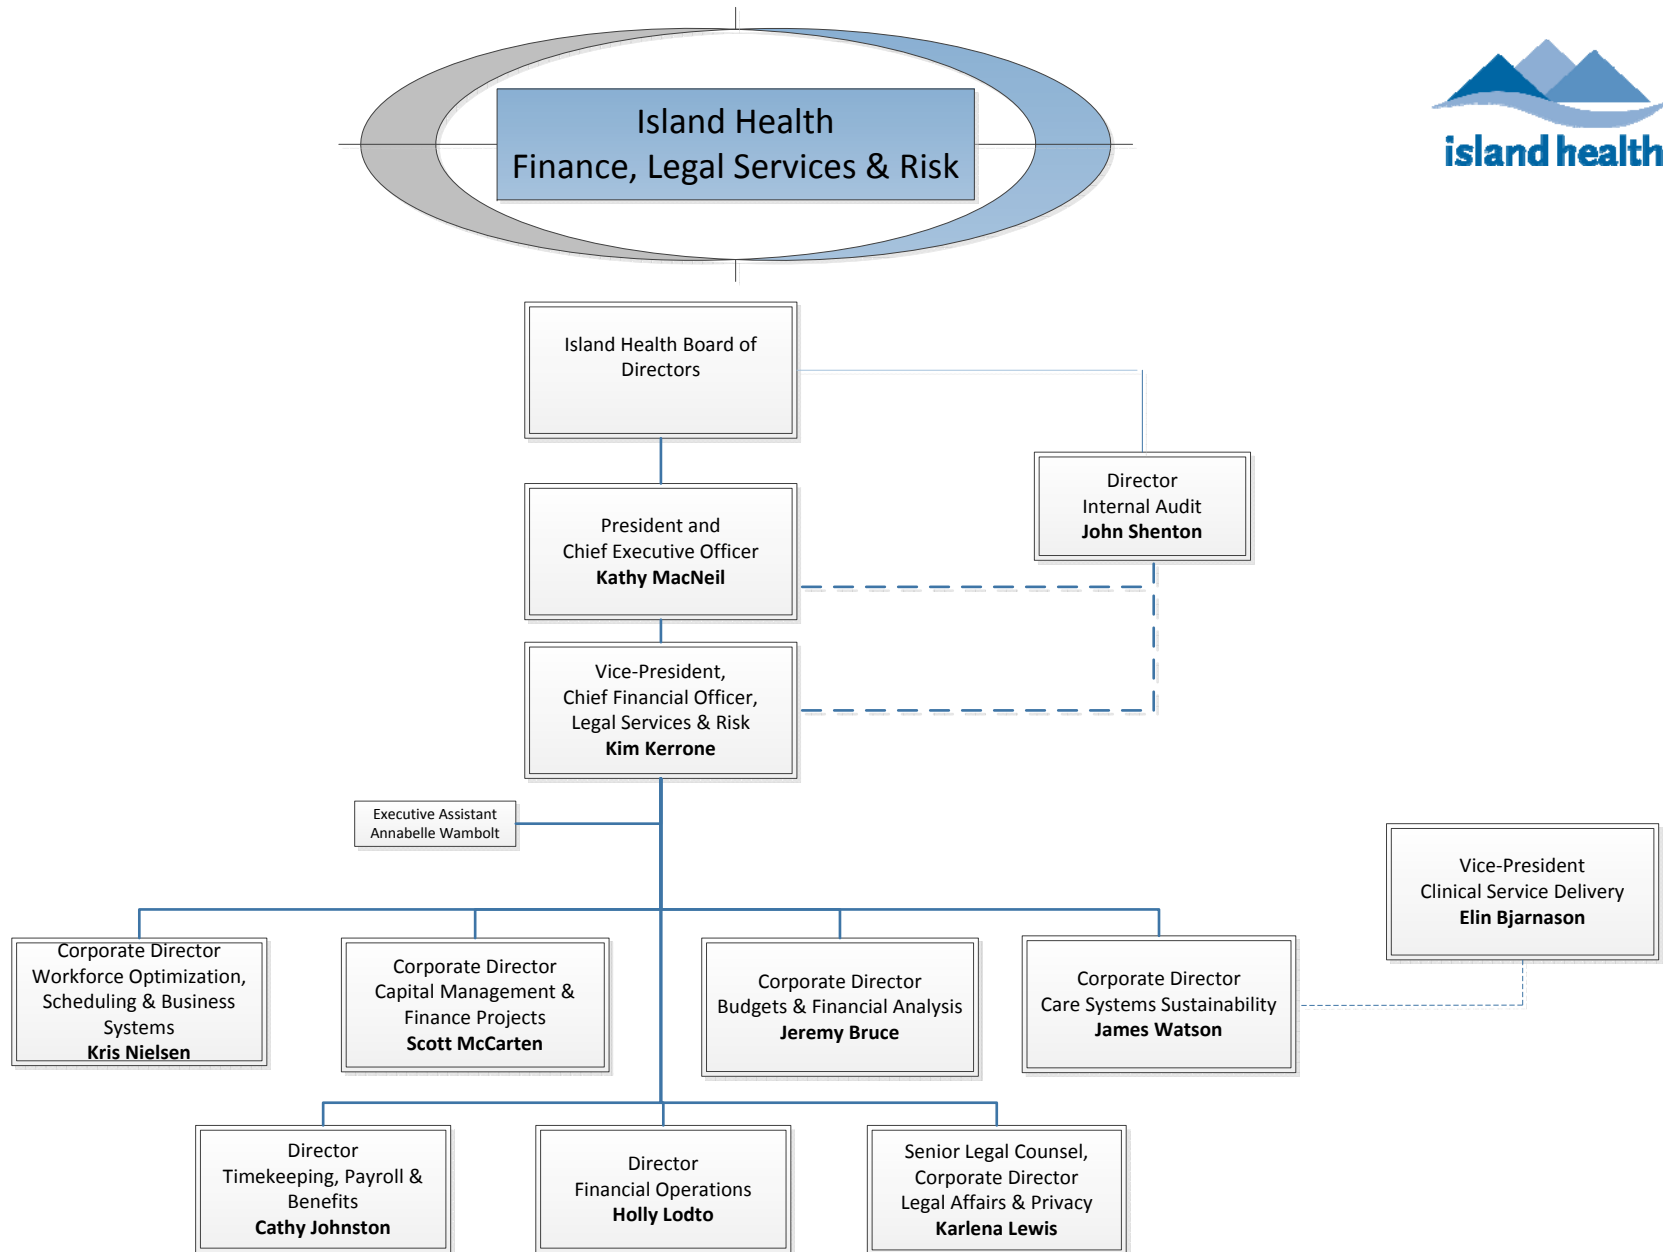 Island Health
Finance, Legal Services & Risk
island health
Island Health Board of
Directors
Director
Internal Audit
John Shenton
President and
Chief Executive Officer
Kathy MacNeil
Vice-President,
Chief Financial Officer,
Legal Services & Risk
Kim Kerrone
Executive Assistant
Annabelle Wambolt
Vice-President
Clinical Service Delivery
Elin Bjarnason
Corporate Director
Workforce Optimization,
Scheduling & Business
Systems
Kris Nielsen
Corporate Director
Capital Management &
Finance Projects
Scott McCarten
Corporate Director
Budgets & Financial Analysis
Jeremy Bruce
Corporate Director
Care Systems Sustainability
James Watson
Director
Timekeeping, Payroll &
Benefits
Cathy Johnston
Director
Financial Operations
Holly Lodto
Senior Legal Counsel,
Corporate Director
Legal Affairs & Privacy
Karlena Lewis